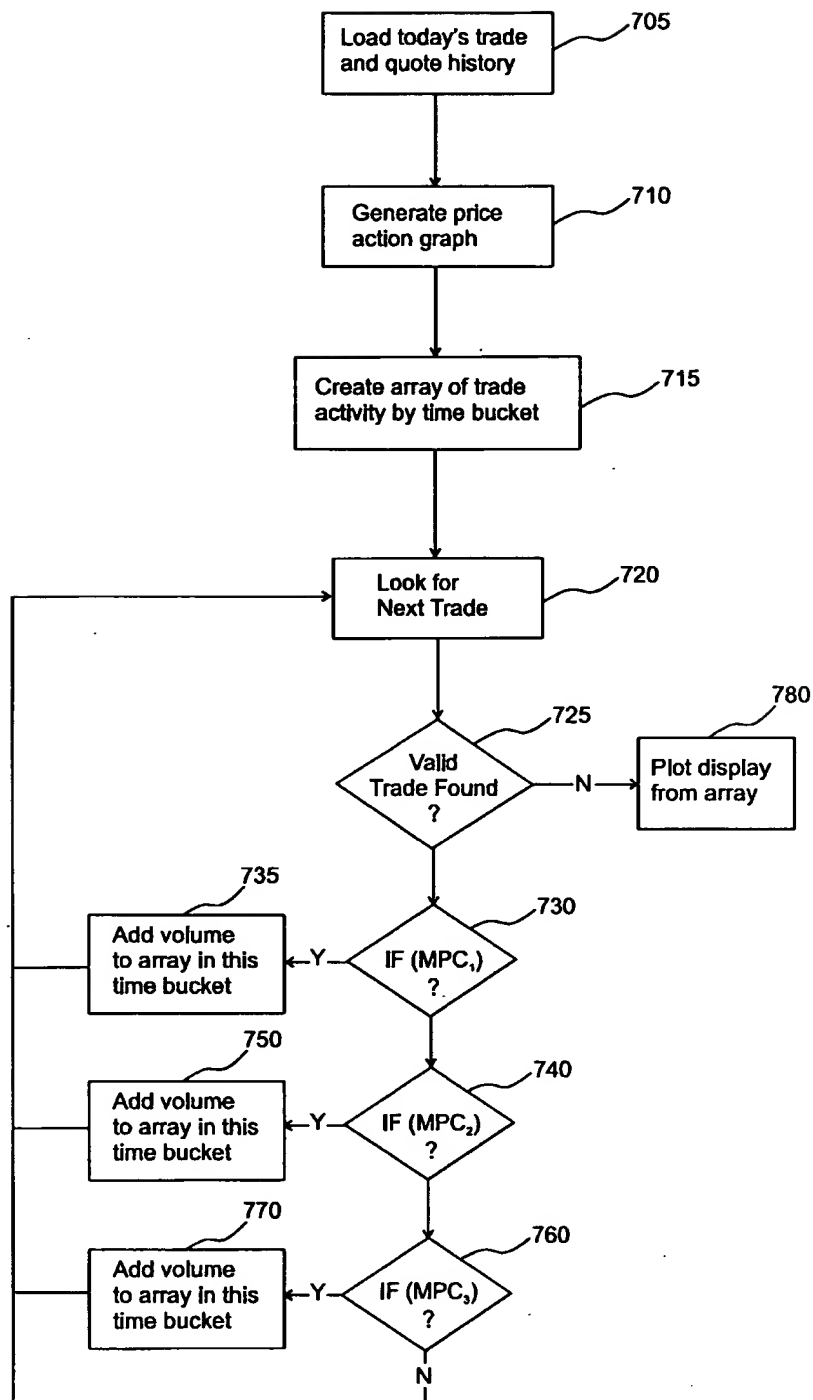 Load today's trade
and quote history
705
Generate price
action graph
710
Create array of trade
activity by time bucket
715
Look for
Next Trade
720
Valid
Trade Found
?
725
N
Plot display
from array
780
IF (MPC₁)
?
730
Y
Add volume
to array in this
time bucket
735
IF (MPC₂)
?
740
Y
Add volume
to array in this
time bucket
750
IF (MPC₃)
?
760
Y
Add volume
to array in this
time bucket
770
N